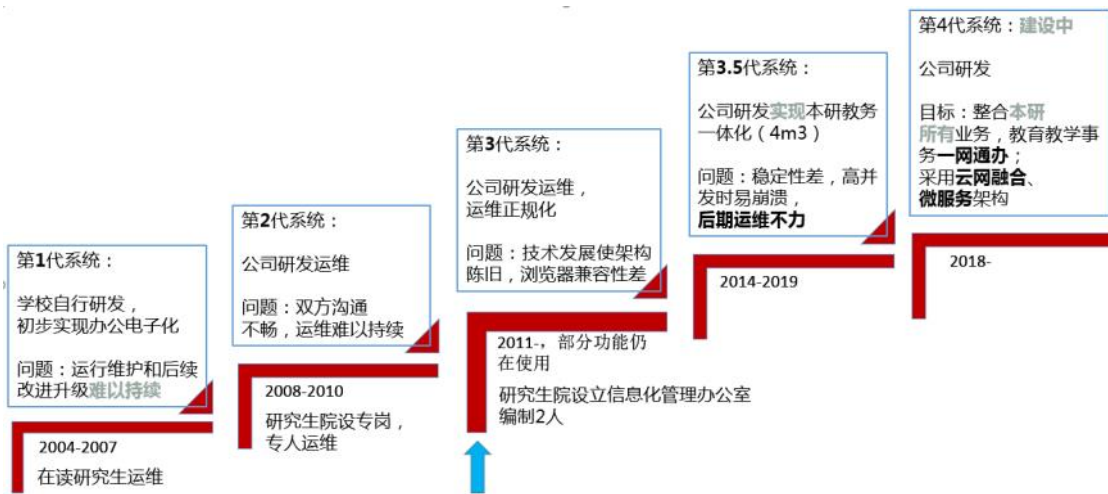 第1代系统：
学校自行研发，
初步实现办公电子化
问题：运行维护和后续
改进升级难以持续
2004-2007
在读研究生运维
第2代系统：
公司研发运维
问题：双方沟通
不畅，运维难以持续
2008-2010
研究生院设专岗，
专人运维
第3代系统：
公司研发运维，
运维正规化
问题：技术发展使架构
陈旧，浏览器兼容性差
2011-，部分功能仍
在使用
研究生院设立信息化管理办公室
编制2人
第3.5代系统：
公司研发实现本研教务
一体化（4m3）
问题：稳定性差，高并
发时易崩溃，
后期运维不力
2014-2019
第4代系统：建设中
公司研发
目标：整合本研
所有业务，教育教学事
务一网通办；
采用云网融合、
微服务架构
2018-